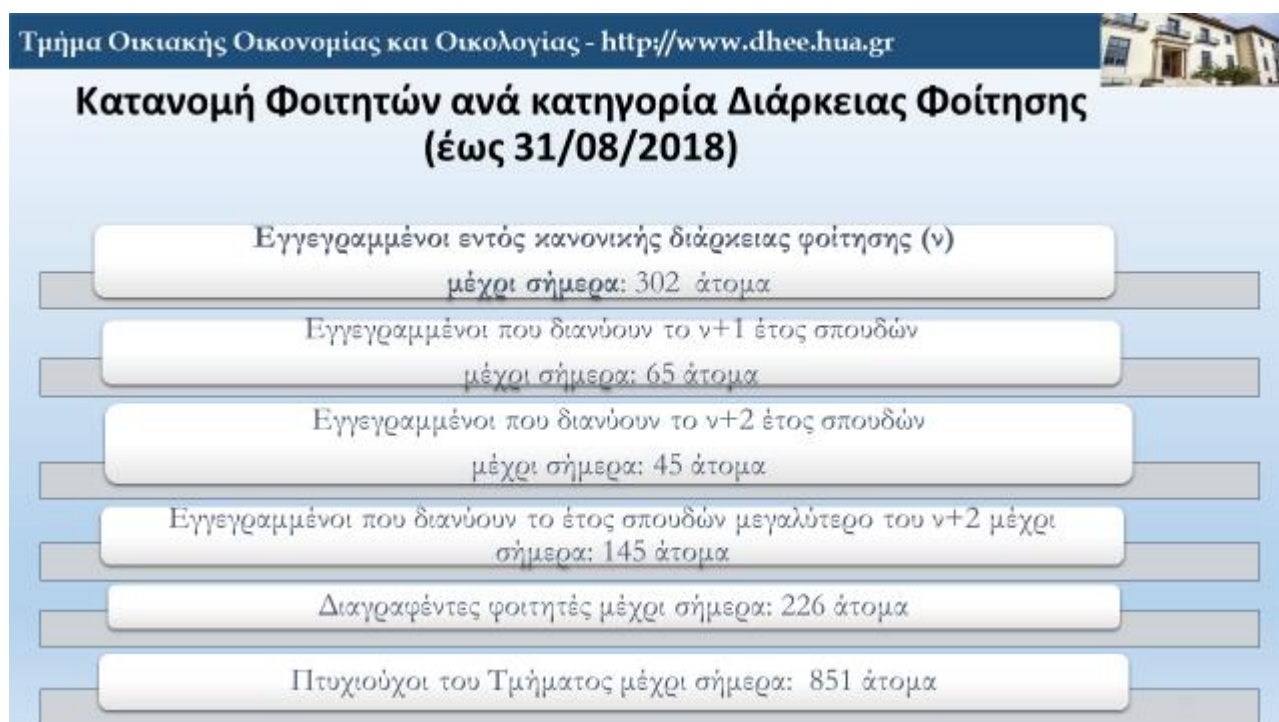 Τμήμα Οικιακής Οικονομίας και Οικολογίας - http://www.dhee.hua.gr
Κατανομή Φοιτητών ανά κατηγορία Διάρκειας Φοίτησης
(έως 31/08/2018)
Εγγεγραμμένοι εντός κανονικής διάρκειας φοίτησης (ν)
μέχρι σήμερα: 302 άτομα
Εγγεγραμμένοι που διανύουν το ν+1 έτος σπουδών
μέχρι σήμερα: 65 άτομα
Εγγεγραμμένοι που διανύουν το ν+2 έτος σπουδών
μέχρι σήμερα: 45 άτομα
Εγγεγραμμένοι που διανύουν το έτος σπουδών μεγαλύτερο του ν+2 μέχρι
σήμερα: 145 άτομα
Διαγραφέντες φοιτητές μέχρι σήμερα: 226 άτομα
Πτυχιούχοι του Τμήματος μέχρι σήμερα: 851 άτομα